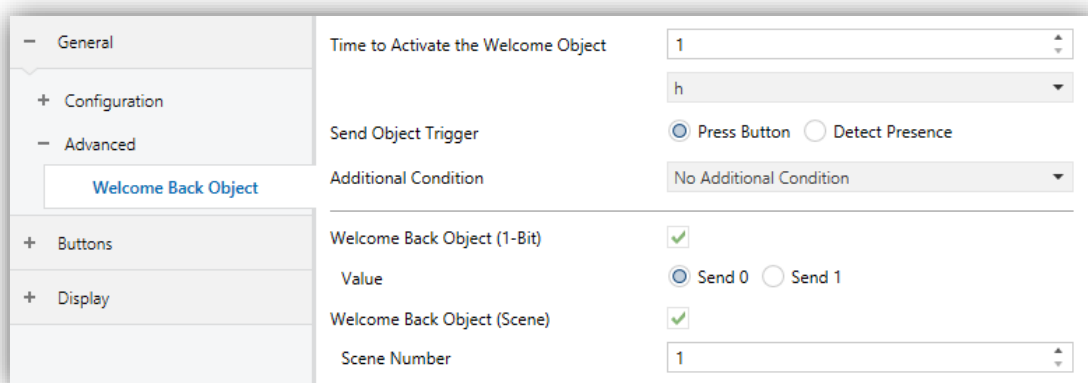 General
Configuration
Advanced
Welcome Back Object
Buttons
Display
Time to Activate the Welcome Object
1
h
Send Object Trigger
Press Button
Detect Presence
Additional Condition
No Additional Condition
Welcome Back Object (1-Bit)
Value
Send 0
Send 1
Welcome Back Object (Scene)
Scene Number
1